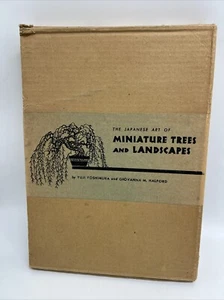 THE JAPANESE ART OF
MINIATURE TREES
AND LANDSCAPES
by YUJI YOSHIMURA and GIOVANNA M. HALFORD